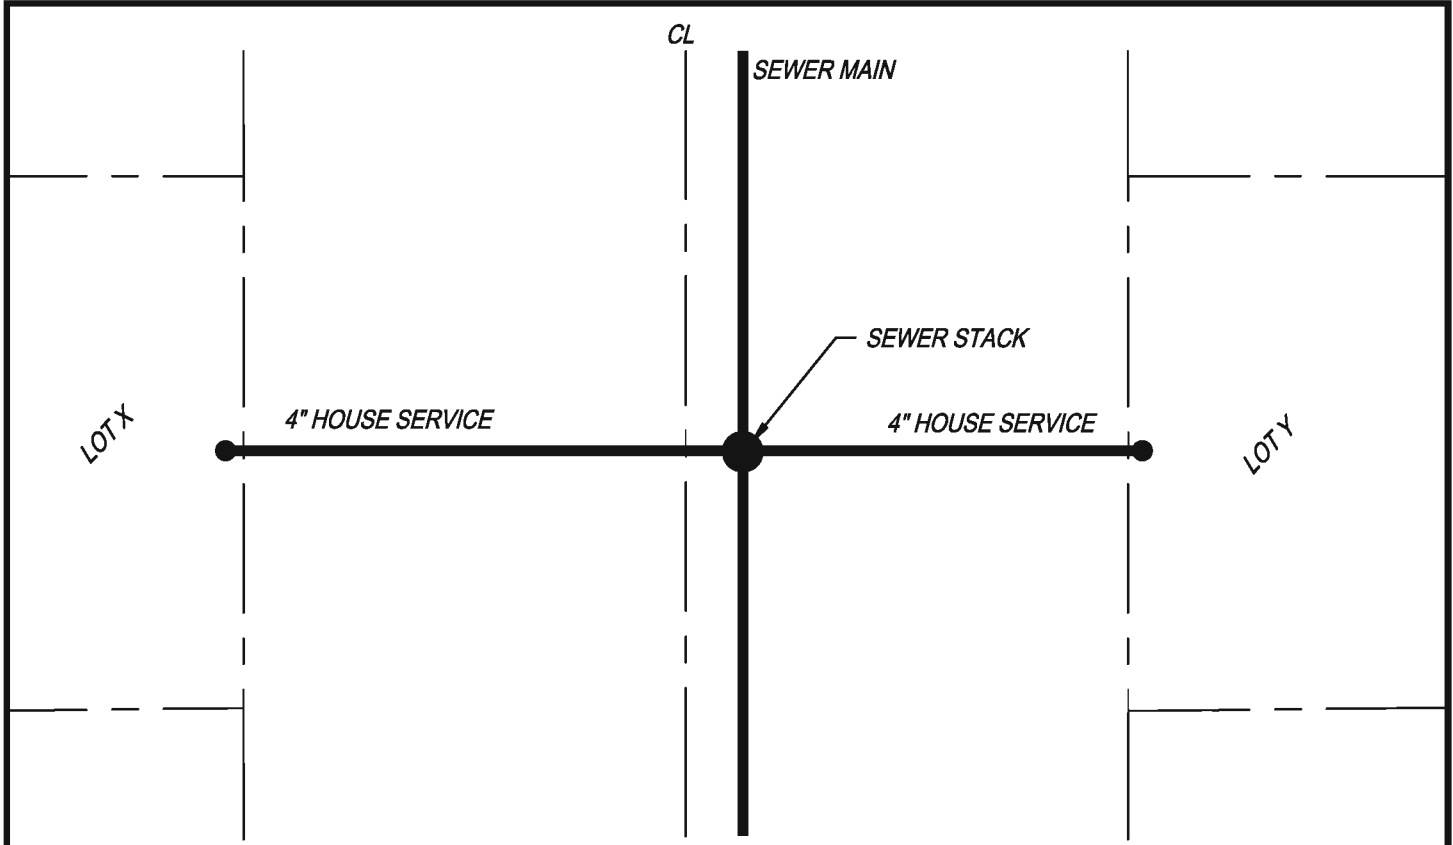 CL
SEWER MAIN
SEWER STACK
4" HOUSE SERVICE
4" HOUSE SERVICE
LOT X
LOT Y